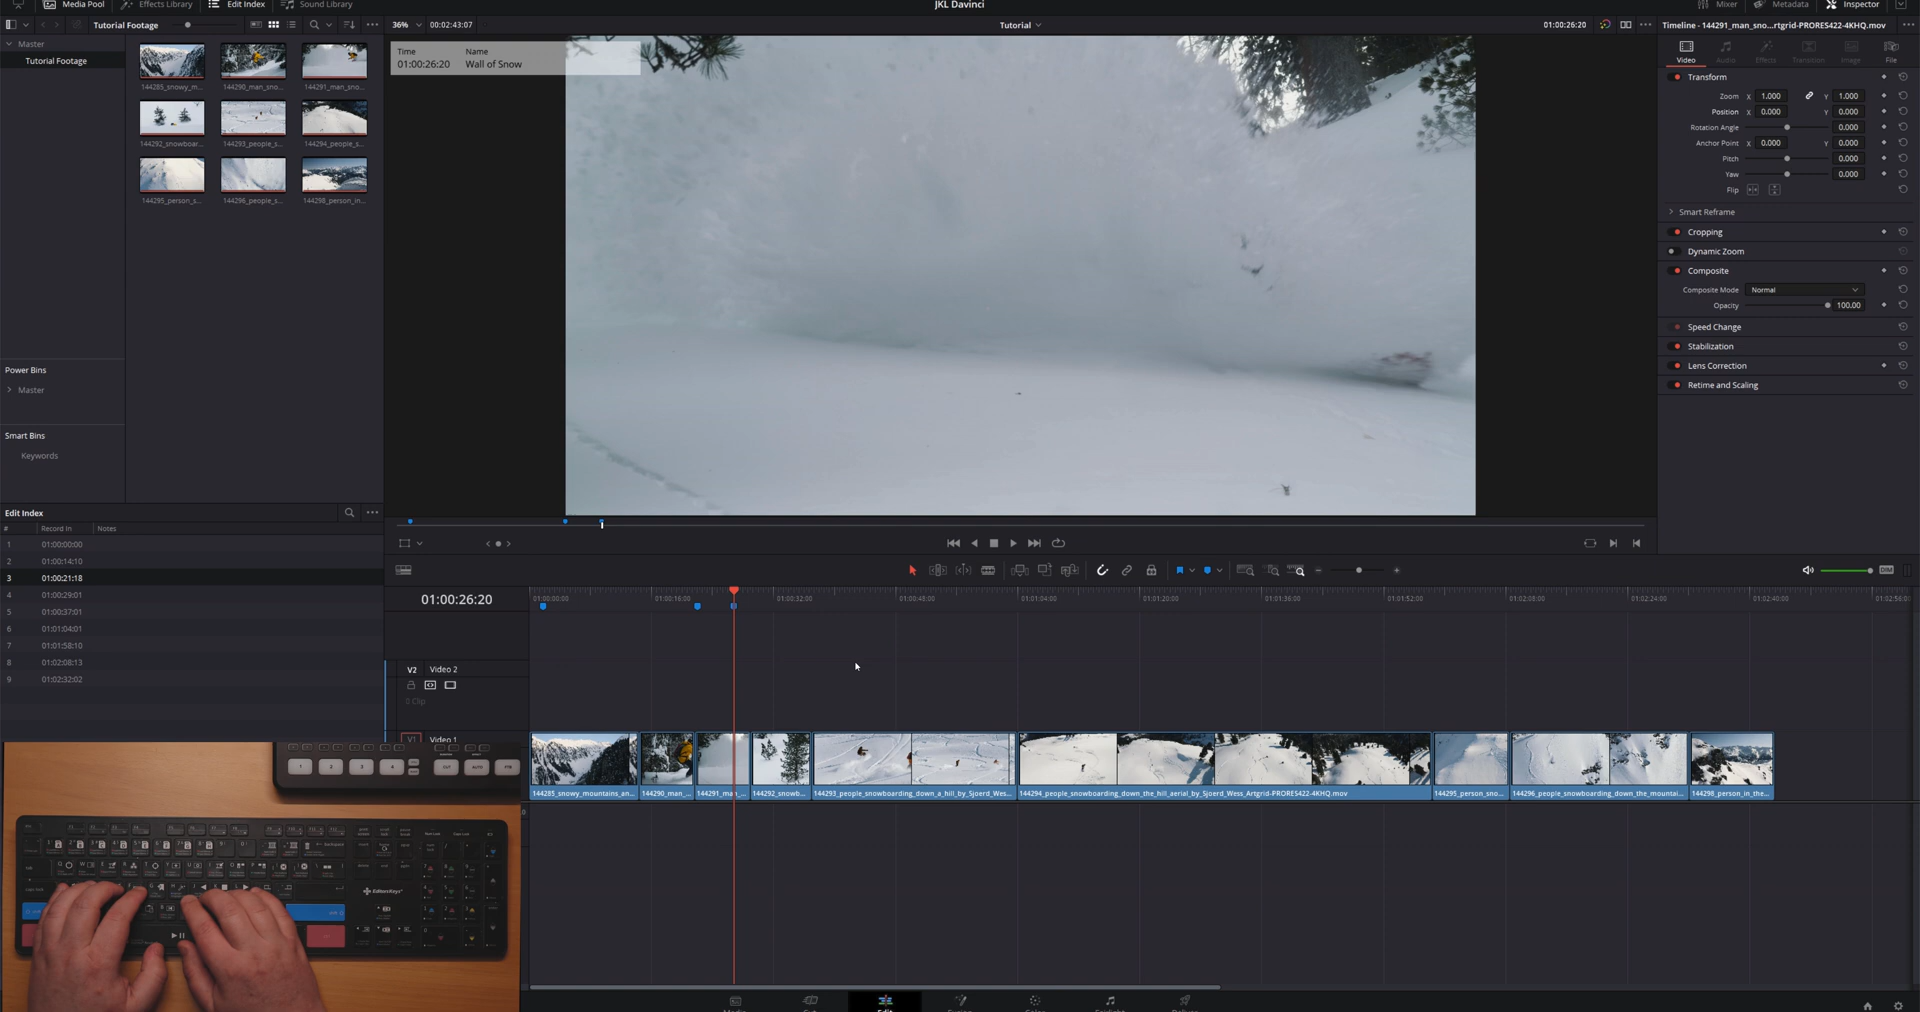 Media Pool
Effects Library
Edit Index
Sound Library
JKL Davinci
Mixer
Metadata
Inspector
Tutorial Footage
36%
00:02:43:07
Tutorial
01:00:26:20
Timeline - 144291_man_sno...rtgrid-PRORES422-4KHQ.mov
Master
Tutorial Footage
144285_snowy_m...
144290_man_sno...
144291_man_sno...
144292_snowboar...
144293_people_s...
144294_people_s...
144295_person_s...
144296_people_s...
144298_person_in...
Power Bins
Master
Smart Bins
Keywords
Time
Name
01:00:26:20
Wall of Snow
Video
Audio
Effects
Transition
Image
File
Transform
Zoom X 1.000 Y 1.000
Position X 0.000 Y 0.000
Rotation Angle 0.000
Anchor Point X 0.000 Y 0.000
Pitch 0.000
Yaw 0.000
Flip
Smart Reframe
Cropping
Dynamic Zoom
Composite
Composite Mode Normal
Opacity 100.00
Speed Change
Stabilization
Lens Correction
Retime and Scaling
Edit Index
# Record In Notes
1 01:00:00:00
2 01:00:14:10
3 01:00:21:18
4 01:00:29:01
5 01:00:37:01
6 01:01:04:01
7 01:01:58:10
8 01:02:08:13
9 01:02:32:02
DIM
01:00:26:20
01:00:00:00
01:00:16:00
01:00:32:00
01:00:48:00
01:01:04:00
01:01:20:00
01:01:36:00
01:01:52:00
01:02:08:00
01:02:24:00
01:02:40:00
01:02:56:00
V2 Video 2
0 Clip
V1 Video 1
144285_snowy_mountains_an...
144290_man_...
144291_man_...
144292_snowb...
144293_people_snowboarding_down_a_hill_by_Sjoerd_Wes...
144294_people_snowboarding_down_the_hill_aerial_by_Sjoerd_Wess_Artgrid-PRORES422-4KHQ.mov
144295_person_sno...
144296_people_snowboarding_down_the_mountai...
144298_person_in_the...
1
2
3
4
CUT
AUTO
EditorsKeys
Edit